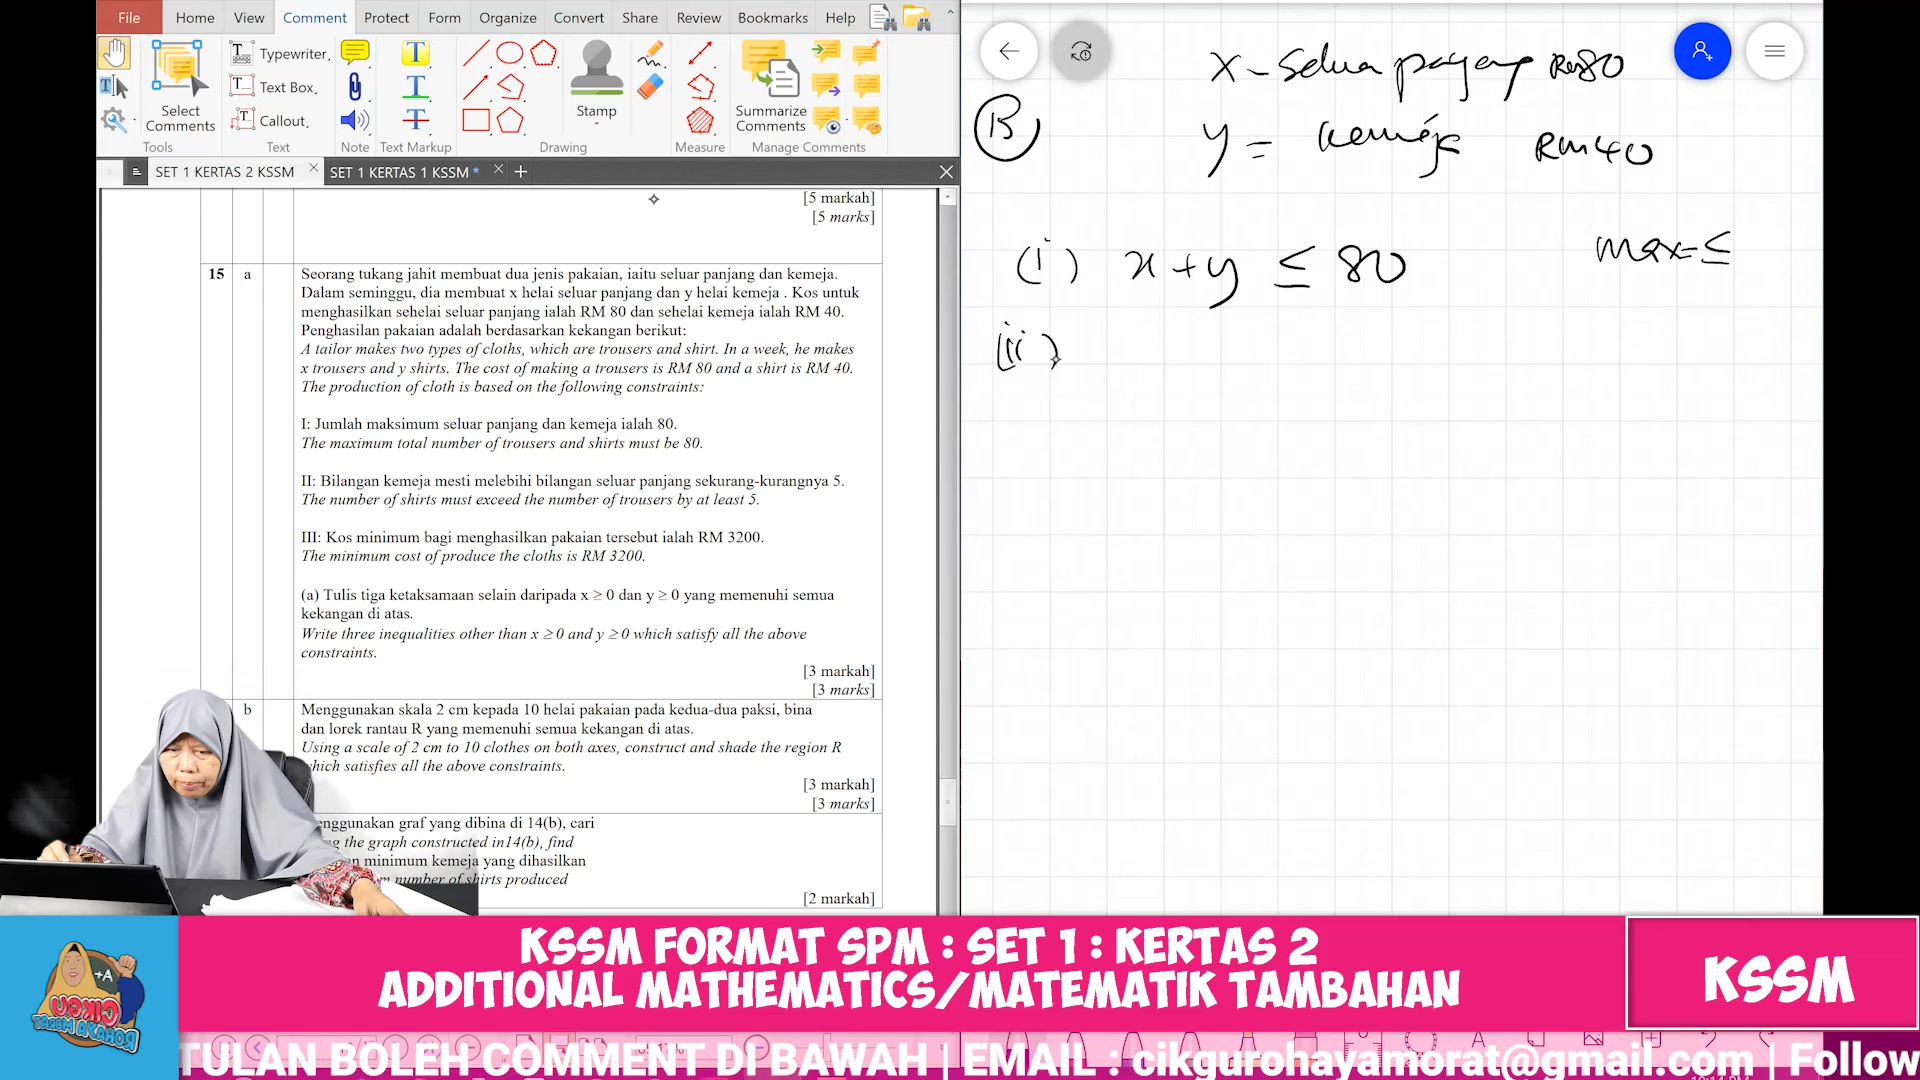 File Home View Comment Protect Form Organize Convert Share Review Bookmarks Help
Select Comments
Typewriter
Text Box
Callout
Stamp
Summarize Comments
Tools Text Note Text Markup Drawing Measure Manage Comments
SET 1 KERTAS 2 KSSM SET 1 KERTAS 1 KSSM *
[5 markah]
[5 marks]
15 a Seorang tukang jahit membuat dua jenis pakaian, iaitu seluar panjang dan kemeja.
Dalam seminggu, dia membuat x helai seluar panjang dan y helai kemeja . Kos untuk
menghasilkan sehelai seluar panjang ialah RM 80 dan sehelai kemeja ialah RM 40.
Penghasilan pakaian adalah berdasarkan kekangan berikut:
A tailor makes two types of cloths, which are trousers and shirt. In a week, he makes
x trousers and y shirts. The cost of making a trousers is RM 80 and a shirt is RM 40.
The production of cloth is based on the following constraints:
I: Jumlah maksimum seluar panjang dan kemeja ialah 80.
The maximum total number of trousers and shirts must be 80.
II: Bilangan kemeja mesti melebihi bilangan seluar panjang sekurang-kurangnya 5.
The number of shirts must exceed the number of trousers by at least 5.
III: Kos minimum bagi menghasilkan pakaian tersebut ialah RM 3200.
The minimum cost of produce the cloths is RM 3200.
(a) Tulis tiga ketaksamaan selain daripada x ≥ 0 dan y ≥ 0 yang memenuhi semua
kekangan di atas.
Write three inequalities other than x ≥ 0 and y ≥ 0 which satisfy all the above
constraints.
[3 markah]
[3 marks]
b Menggunakan skala 2 cm kepada 10 helai pakaian pada kedua-dua paksi, bina
dan lorek rantau R yang memenuhi semua kekangan di atas.
Using a scale of 2 cm to 10 clothes on both axes, construct and shade the region R
which satisfies all the above constraints.
[3 markah]
[3 marks]
enggunakan graf yang dibina di 14(b), cari
the graph constructed in14(b), find
minimum kemeja yang dihasilkan
number of shirts produced
[2 markah]
x - Seluar panjang RM80
B
y = kemeja RM40
(i) x + y ≤ 80 max = ≤
(ii)
KSSM FORMAT SPM : SET 1 : KERTAS 2
ADDITIONAL MATHEMATICS/MATEMATIK TAMBAHAN
KSSM
+A
CIKGU
ROHAYA MORAT
TULAN BOLEH COMMENT DI BAWAH | EMAIL : cikgurohayamorat@gmail.com | Follow